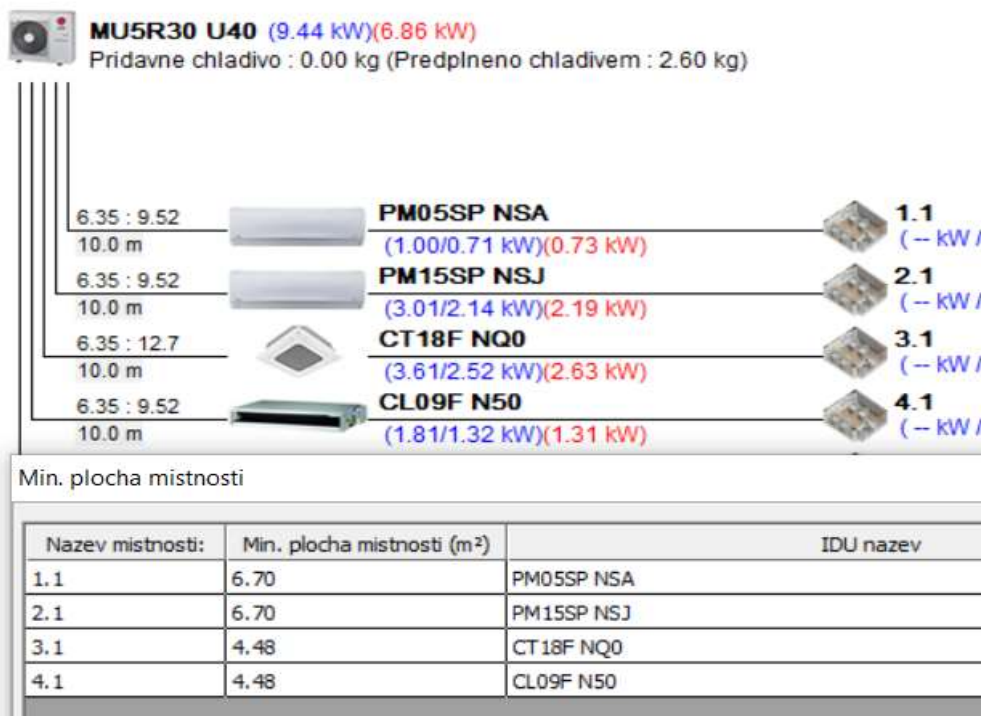 MU5R30 U40 (9.44 kW)(6.86 kW)
Pridavne chladivo : 0.00 kg (Predplneno chladivem : 2.60 kg)
6.35 : 9.52 PM05SP NSA 1.1
10.0 m (1.00/0.71 kW)(0.73 kW) ( -- kW /
6.35 : 9.52 PM15SP NSJ 2.1
10.0 m (3.01/2.14 kW)(2.19 kW) ( -- kW /
6.35 : 12.7 CT18F NQ0 3.1
10.0 m (3.61/2.52 kW)(2.63 kW) ( -- kW /
6.35 : 9.52 CL09F N50 4.1
10.0 m (1.81/1.32 kW)(1.31 kW) ( -- kW /
Min. plocha mistnosti
Nazev mistnosti: Min. plocha mistnosti (m²) IDU nazev
1.1 6.70 PM05SP NSA
2.1 6.70 PM15SP NSJ
3.1 4.48 CT18F NQ0
4.1 4.48 CL09F N50